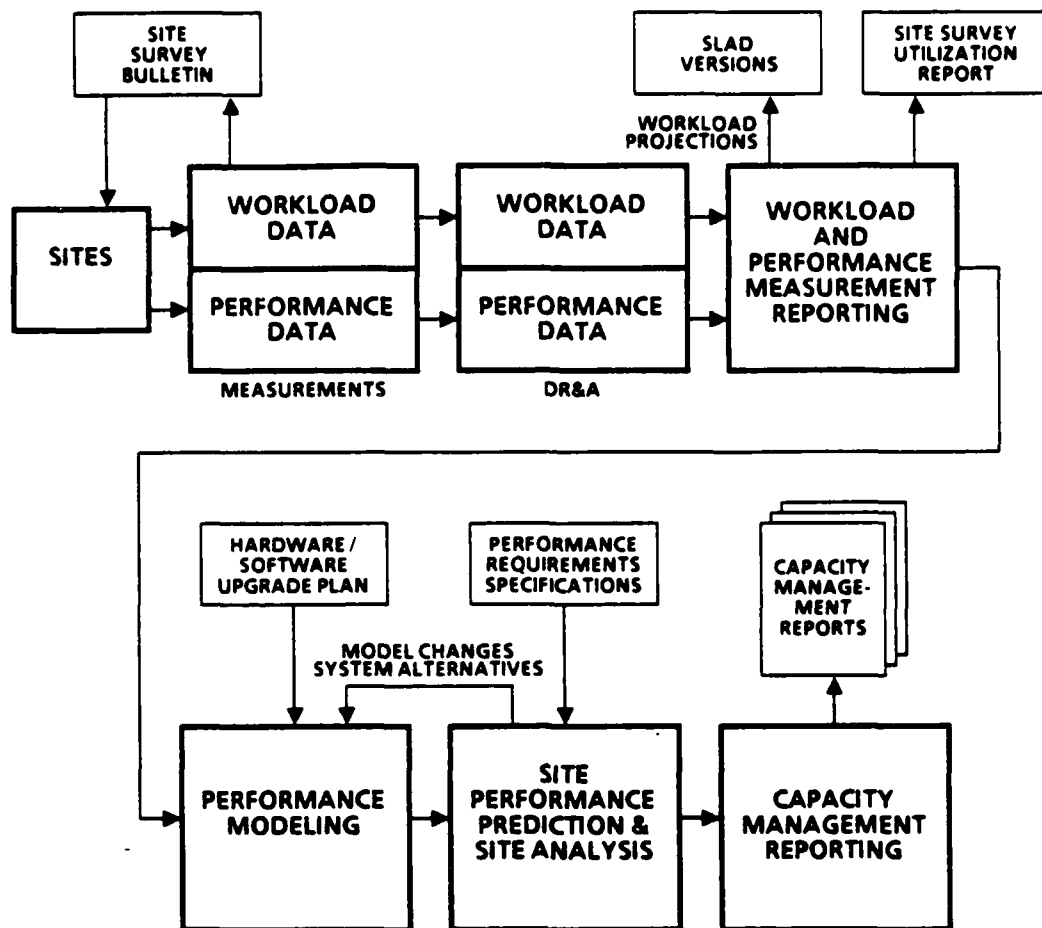 SITE
SURVEY
BULLETIN
SLAD
VERSIONS
SITE SURVEY
UTILIZATION
REPORT
WORKLOAD
PROJECTIONS
SITES
WORKLOAD
DATA
PERFORMANCE
DATA
MEASUREMENTS
WORKLOAD
DATA
PERFORMANCE
DATA
DR&A
WORKLOAD
AND
PERFORMANCE
MEASUREMENT
REPORTING
HARDWARE /
SOFTWARE
UPGRADE PLAN
PERFORMANCE
REQUIREMENTS
SPECIFICATIONS
CAPACITY
MANAGE-
MENT
REPORTS
MODEL CHANGES
SYSTEM ALTERNATIVES
PERFORMANCE
MODELING
SITE
PERFORMANCE
PREDICTION &
SITE ANALYSIS
CAPACITY
MANAGEMENT
REPORTING